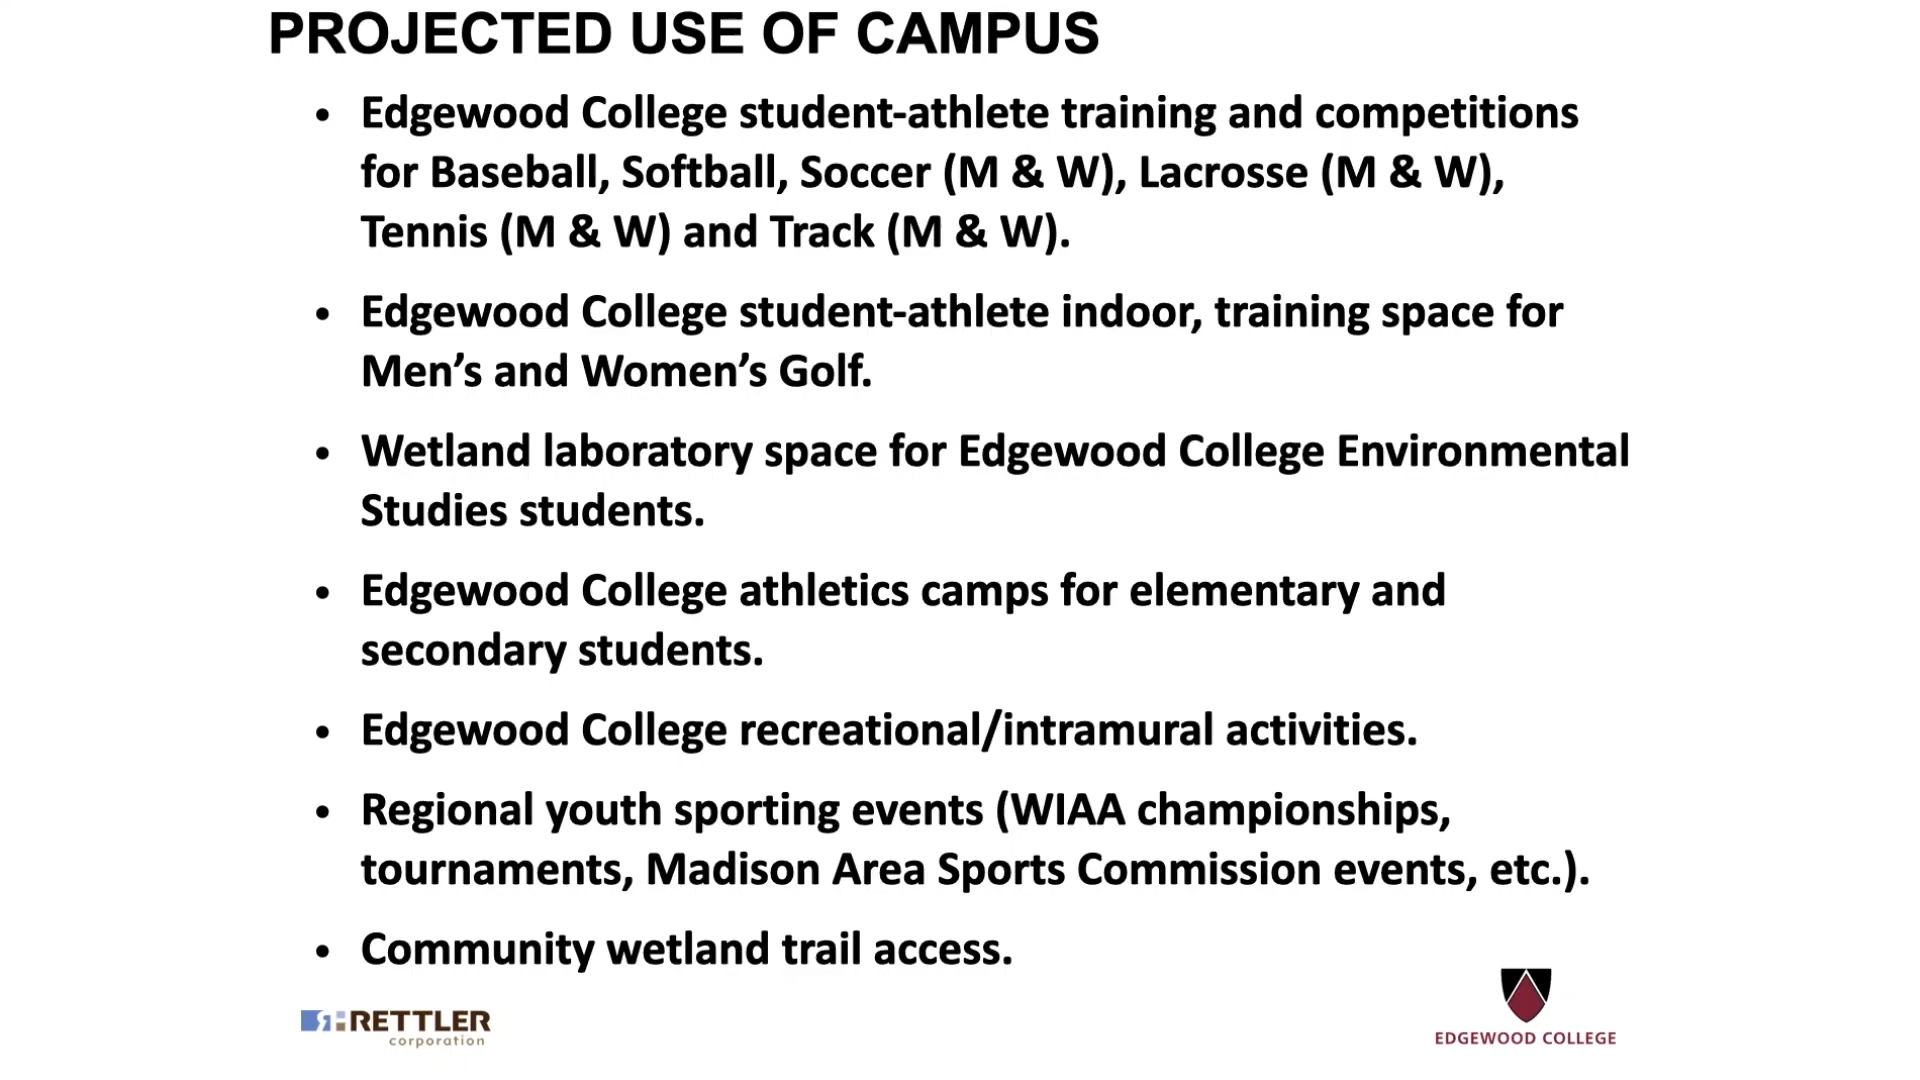 PROJECTED USE OF CAMPUS
• Edgewood College student-athlete training and competitions
for Baseball, Softball, Soccer (M & W), Lacrosse (M & W),
Tennis (M & W) and Track (M & W).
• Edgewood College student-athlete indoor, training space for
Men’s and Women’s Golf.
• Wetland laboratory space for Edgewood College Environmental
Studies students.
• Edgewood College athletics camps for elementary and
secondary students.
• Edgewood College recreational/intramural activities.
• Regional youth sporting events (WIAA championships,
tournaments, Madison Area Sports Commission events, etc.).
• Community wetland trail access.
RETTLER
corporation
EDGEWOOD COLLEGE